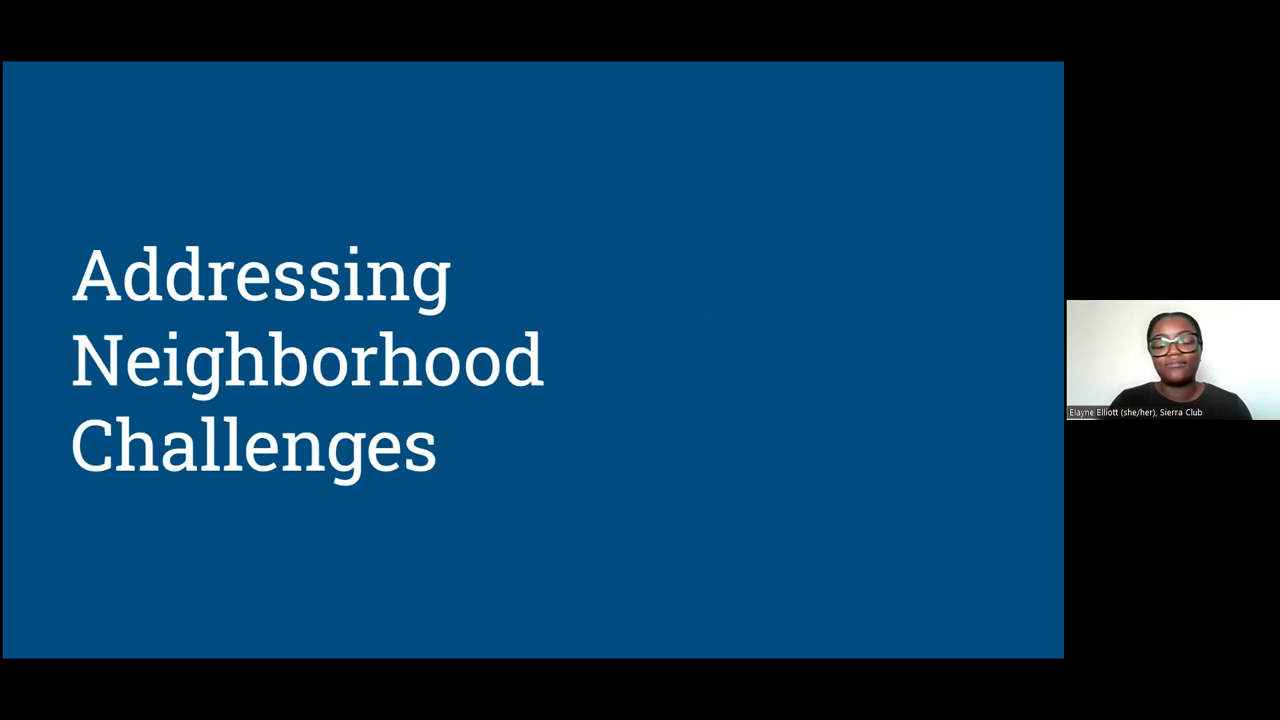 Addressing
Neighborhood
Challenges
Elayne Elliott (she/her), Sierra Club